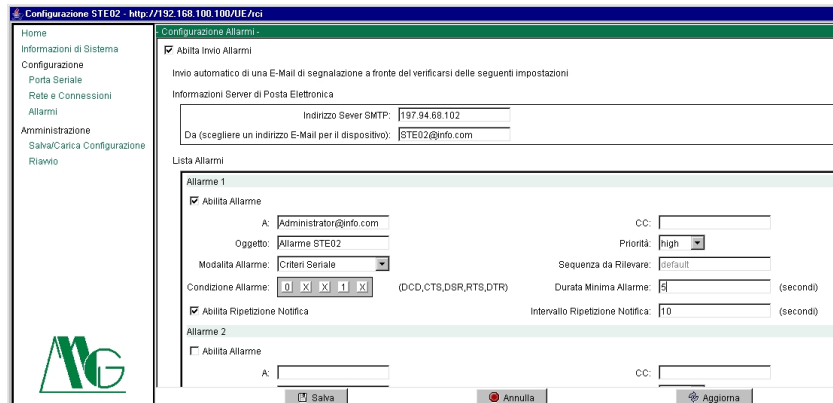 Configurazione STE02 - http://192.168.100.100/UE/rci
Home
Informazioni di Sistema
Configurazione
Porta Seriale
Rete e Connessioni
Allarmi
Amministrazione
Salva/Carica Configurazione
Riavvio
MG
- Configurazione Allarmi -
Abilta Invio Allarmi
Invio automatico di una E-Mail di segnalazione a fronte del verificarsi delle seguenti impostazioni
Informazioni Server di Posta Elettronica
Indirizzo Sever SMTP: 197.94.68.102
Da (scegliere un indirizzo E-Mail per il dispositivo): STE02@info.com
Lista Allarmi
Allarme 1
Abilita Allarme
A: Administrator@info.com CC:
Oggetto: Allarme STE02 Priorità: high
Modalita Allarme: Criteri Seriale Sequenza da Rilevare: default
Condizione Allarme: 0 X X 1 X (DCD,CTS,DSR,RTS,DTR) Durata Minima Allarme: 5 (secondi)
Abilita Ripetizione Notifica Intervallo Ripetizione Notifica: 10 (secondi)
Allarme 2
Abilita Allarme
A: CC:
Salva Annulla Aggiorna